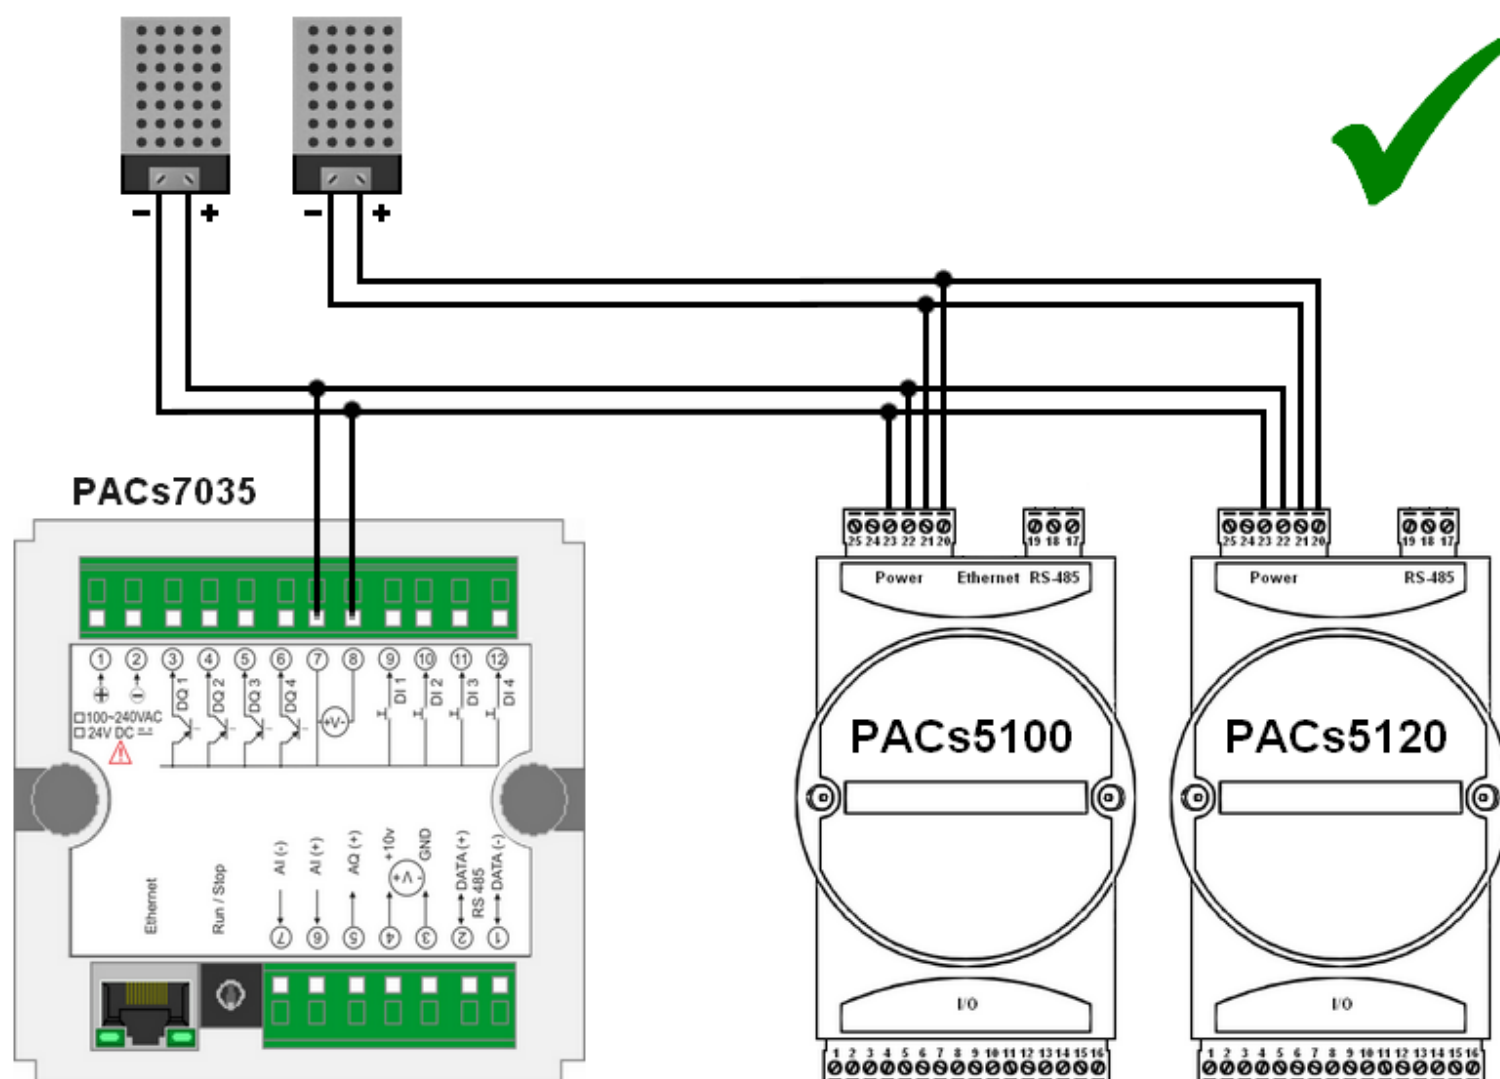 - + - +
PACs7035
1 2 3 4 5 6 7 8 9 10 11 12
+ -
DQ 1 DQ 2 DQ 3 DQ 4 +V- DI 1 DI 2 DI 3 DI 4
100~240VAC
24V DC
AI (-) AI (+) AQ (+) +10v +V- GND DATA (+) RS 485 DATA (-)
Ethernet Run / Stop
7 6 5 4 3 2 1
25 24 23 22 21 20 19 18 17
Power Ethernet RS-485
PACs5100
I/O
1 2 3 4 5 6 7 8 9 10 11 12 13 14 15 16
25 24 23 22 21 20 19 18 17
Power RS-485
PACs5120
I/O
1 2 3 4 5 6 7 8 9 10 11 12 13 14 15 16